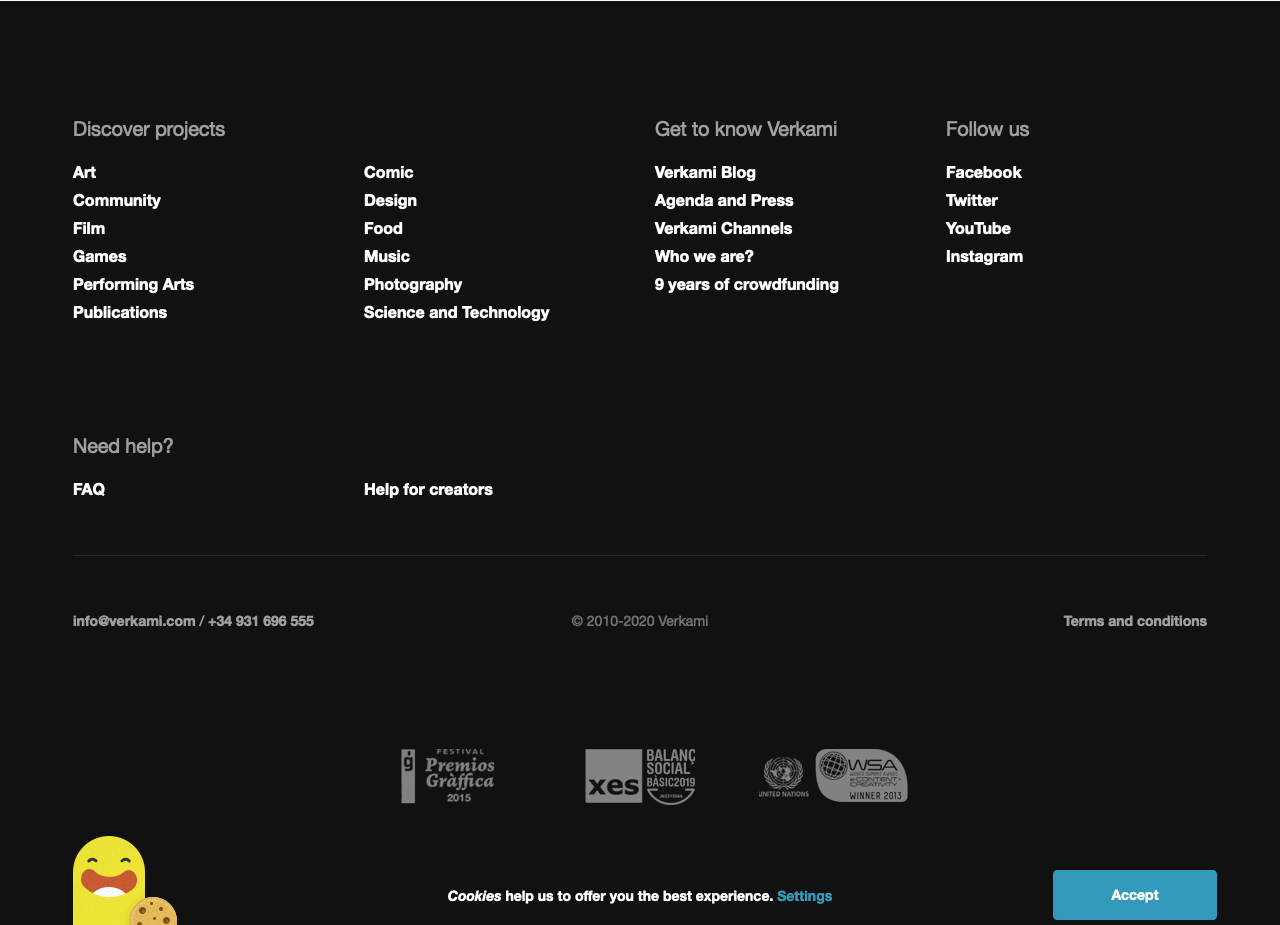 Discover projects
Art
Community
Film
Games
Performing Arts
Publications
Comic
Design
Food
Music
Photography
Science and Technology
Get to know Verkami
Verkami Blog
Agenda and Press
Verkami Channels
Who we are?
9 years of crowdfunding
Follow us
Facebook
Twitter
YouTube
Instagram
Need help?
FAQ
Help for creators
info@verkami.com / +34 931 696 555
© 2010-2020 Verkami
Terms and conditions
g
FESTIVAL
Premios
Gràffica
2015
xes
BALANÇ
SOCIAL
BÀSIC2019
UNITED NATIONS
WSA
WORLD SUMMIT AWARD
e-CONTENT &
CREATIVITY
WINNER 2013
Cookies help us to offer you the best experience. Settings
Accept